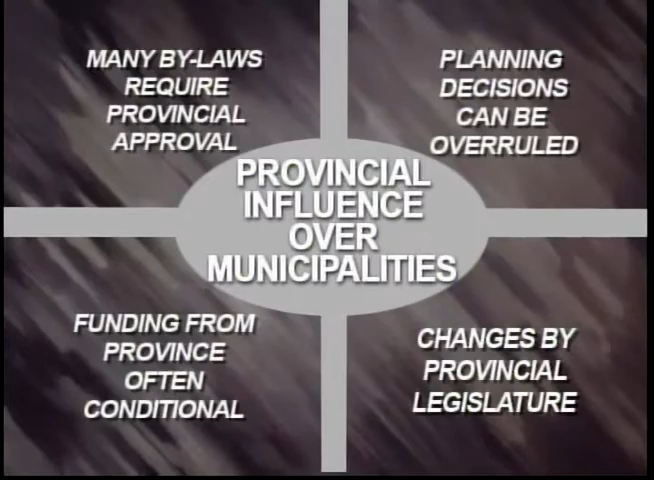 MANY BY-LAWS
REQUIRE
PROVINCIAL
APPROVAL
PLANNING
DECISIONS
CAN BE
OVERRULED
PROVINCIAL
INFLUENCE
OVER
MUNICIPALITIES
FUNDING FROM
PROVINCE
OFTEN
CONDITIONAL
CHANGES BY
PROVINCIAL
LEGISLATURE